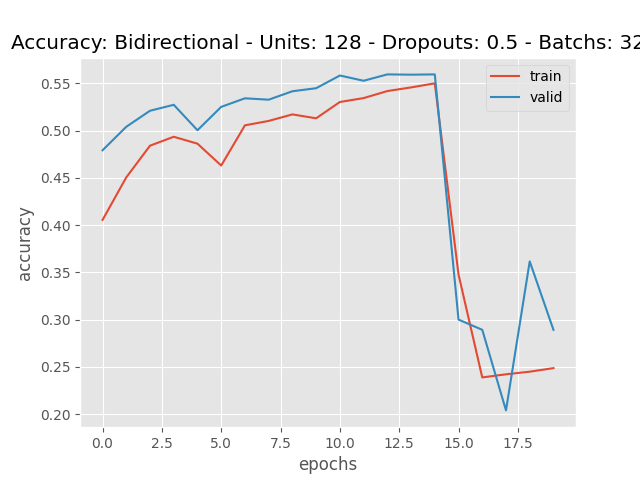 Accuracy: Bidirectional - Units: 128 - Dropouts: 0.5 - Batchs: 32
train
valid
0.55
0.50
0.45
0.40
0.35
0.30
0.25
0.20
accuracy
0.0 2.5 5.0 7.5 10.0 12.5 15.0 17.5
epochs